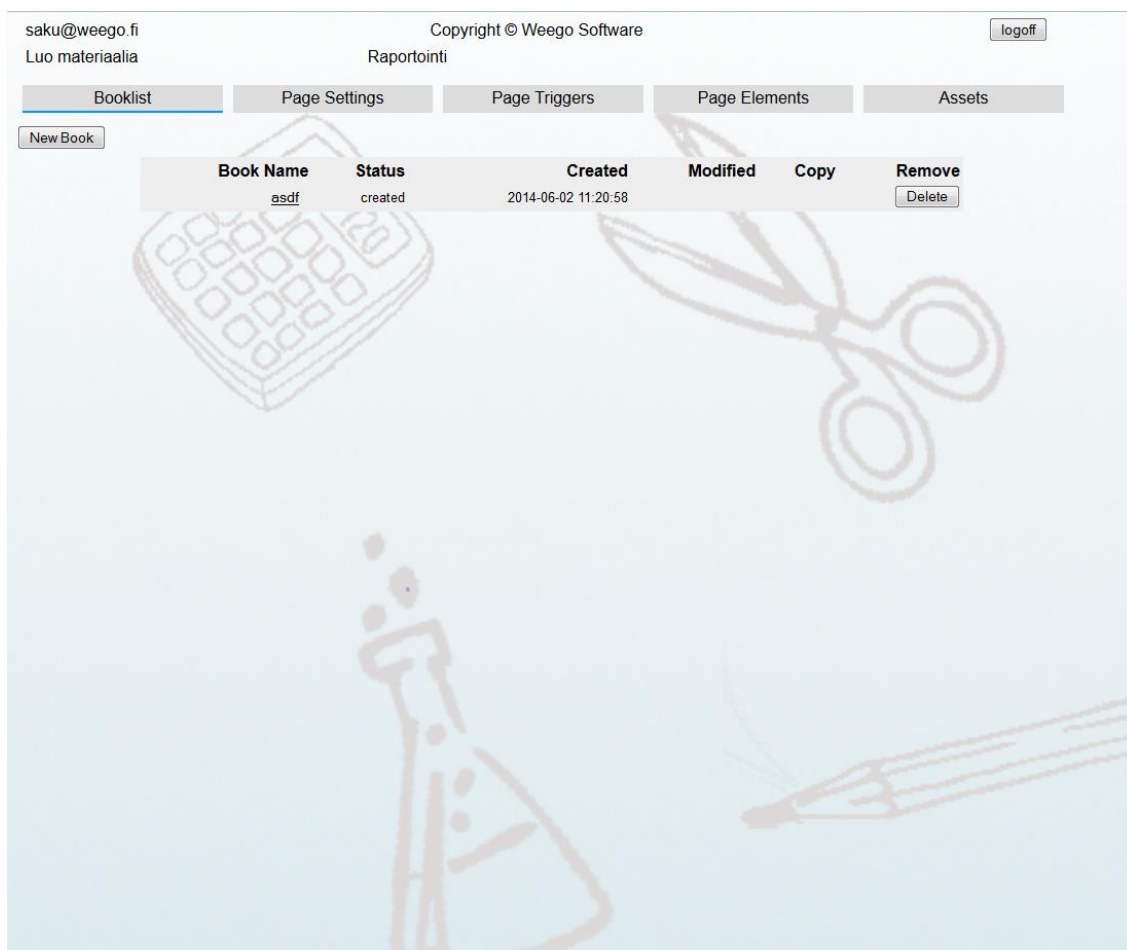 saku@weego.fi Copyright © Weego Software logoff
Luo materiaalia Raportointi
Booklist Page Settings Page Triggers Page Elements Assets
New Book
Book Name Status Created Modified Copy Remove
asdf created 2014-06-02 11:20:58 Delete
20